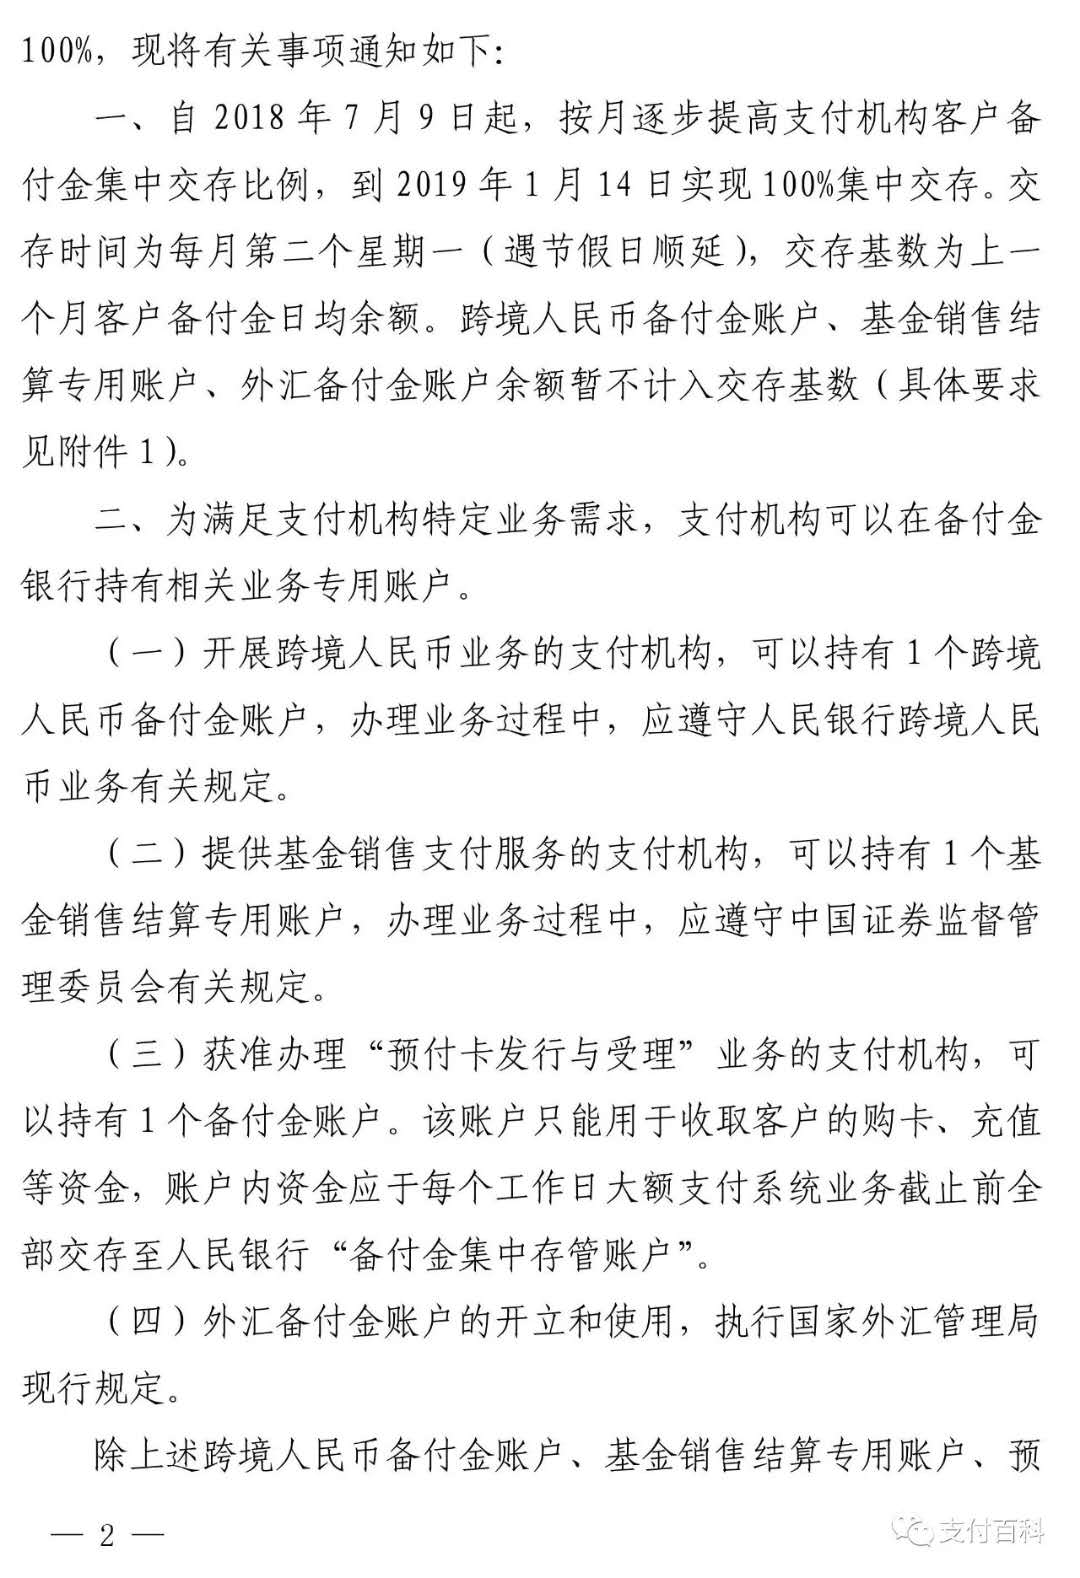 100%，现将有关事项通知如下：
一、自 2018 年 7 月 9 日起，按月逐步提高支付机构客户备
付金集中交存比例，到 2019 年 1 月 14 日实现 100%集中交存。交
存时间为每月第二个星期一（遇节假日顺延），交存基数为上一
个月客户备付金日均余额。跨境人民币备付金账户、基金销售结
算专用账户、外汇备付金账户余额暂不计入交存基数（具体要求
见附件 1）。
二、为满足支付机构特定业务需求，支付机构可以在备付金
银行持有相关业务专用账户。
（一）开展跨境人民币业务的支付机构，可以持有 1 个跨境
人民币备付金账户，办理业务过程中，应遵守人民银行跨境人民
币业务有关规定。
（二）提供基金销售支付服务的支付机构，可以持有 1 个基
金销售结算专用账户，办理业务过程中，应遵守中国证券监督管
理委员会有关规定。
（三）获准办理“预付卡发行与受理”业务的支付机构，可
以持有 1 个备付金账户。该账户只能用于收取客户的购卡、充值
等资金，账户内资金应于每个工作日大额支付系统业务截止前全
部交存至人民银行“备付金集中存管账户”。
（四）外汇备付金账户的开立和使用，执行国家外汇管理局
现行规定。
除上述跨境人民币备付金账户、基金销售结算专用账户、预
— 2 —
支付百科